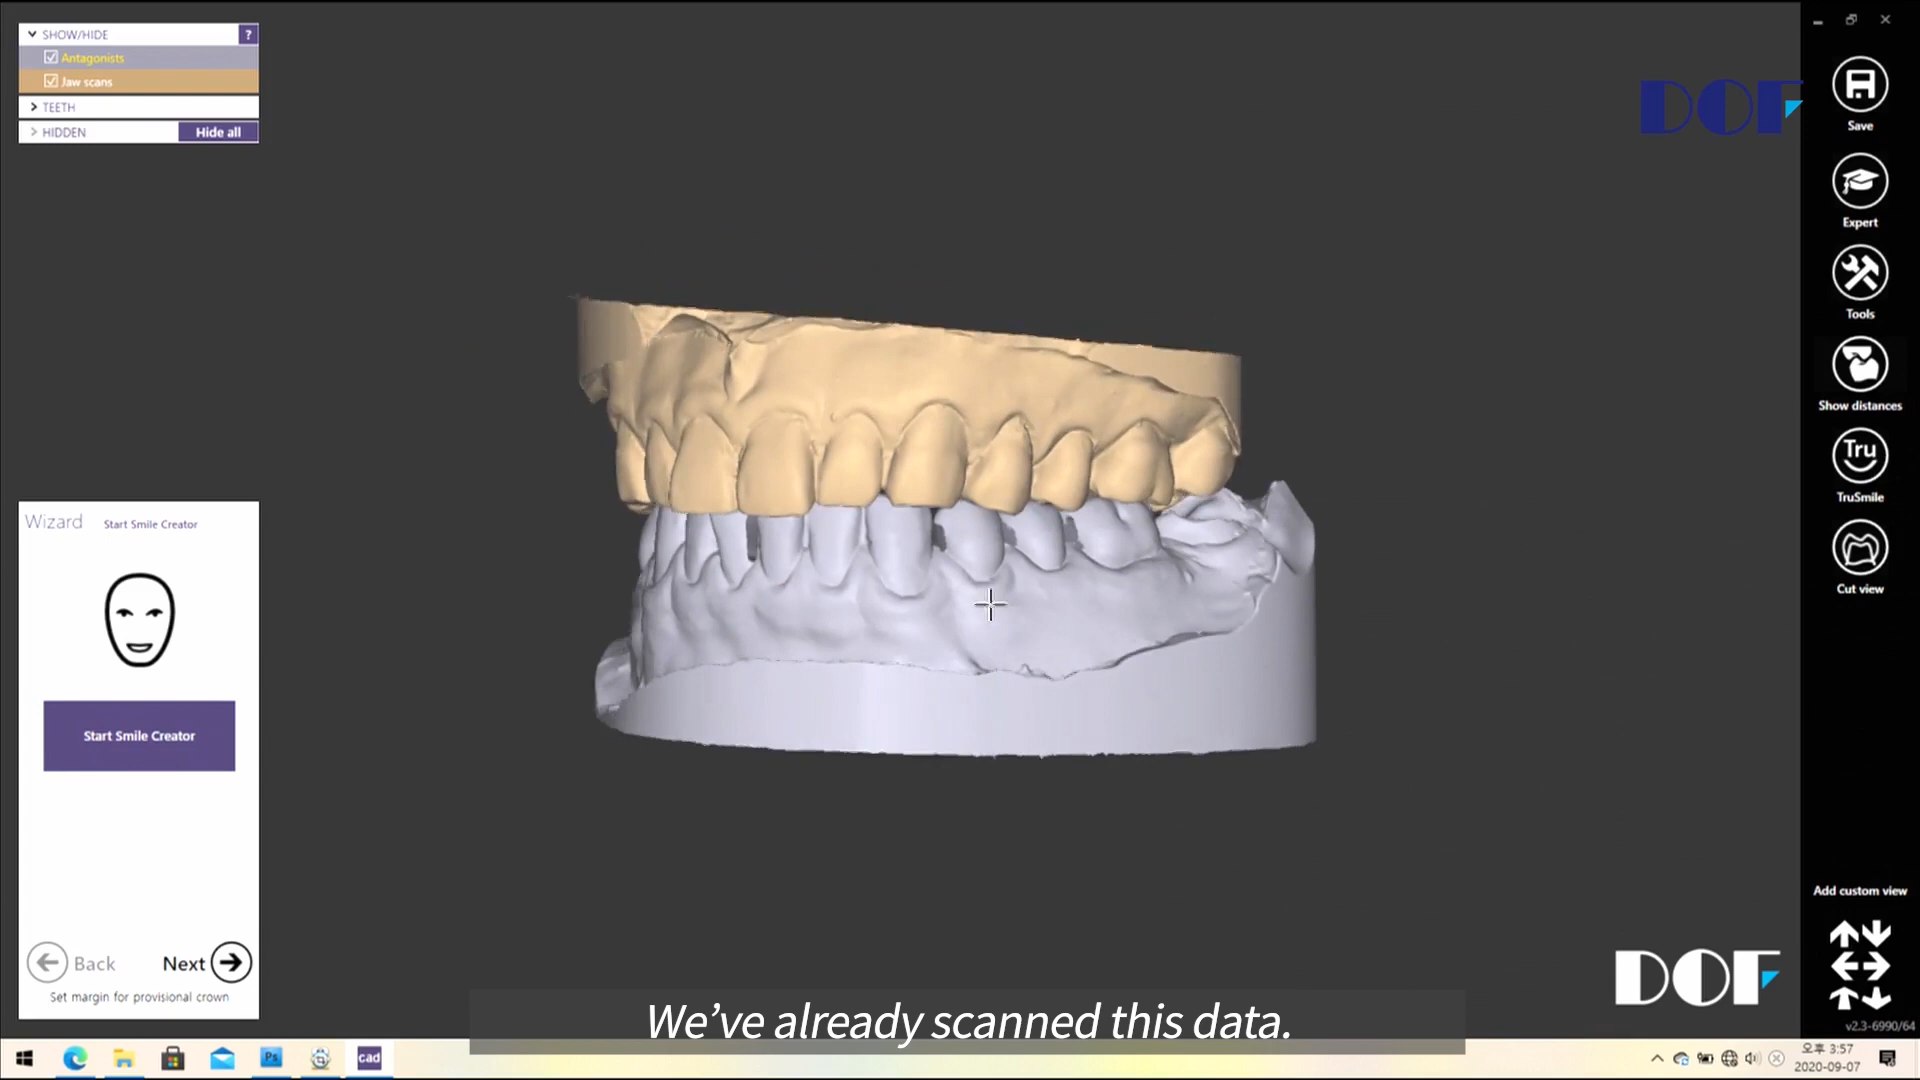 SHOW/HIDE
?
Antagonists
Jaw scans
TEETH
HIDDEN
Hide all
DOF
Save
Expert
Tools
Show distances
Tru
TruSmile
Cut view
Wizard
Start Smile Creator
Start Smile Creator
Back
Next
Set margin for provisional crown
Add custom view
DOF
v2.3-6990/64
We’ve already scanned this data.
Ps
cad
오후 3:57
2020-09-07